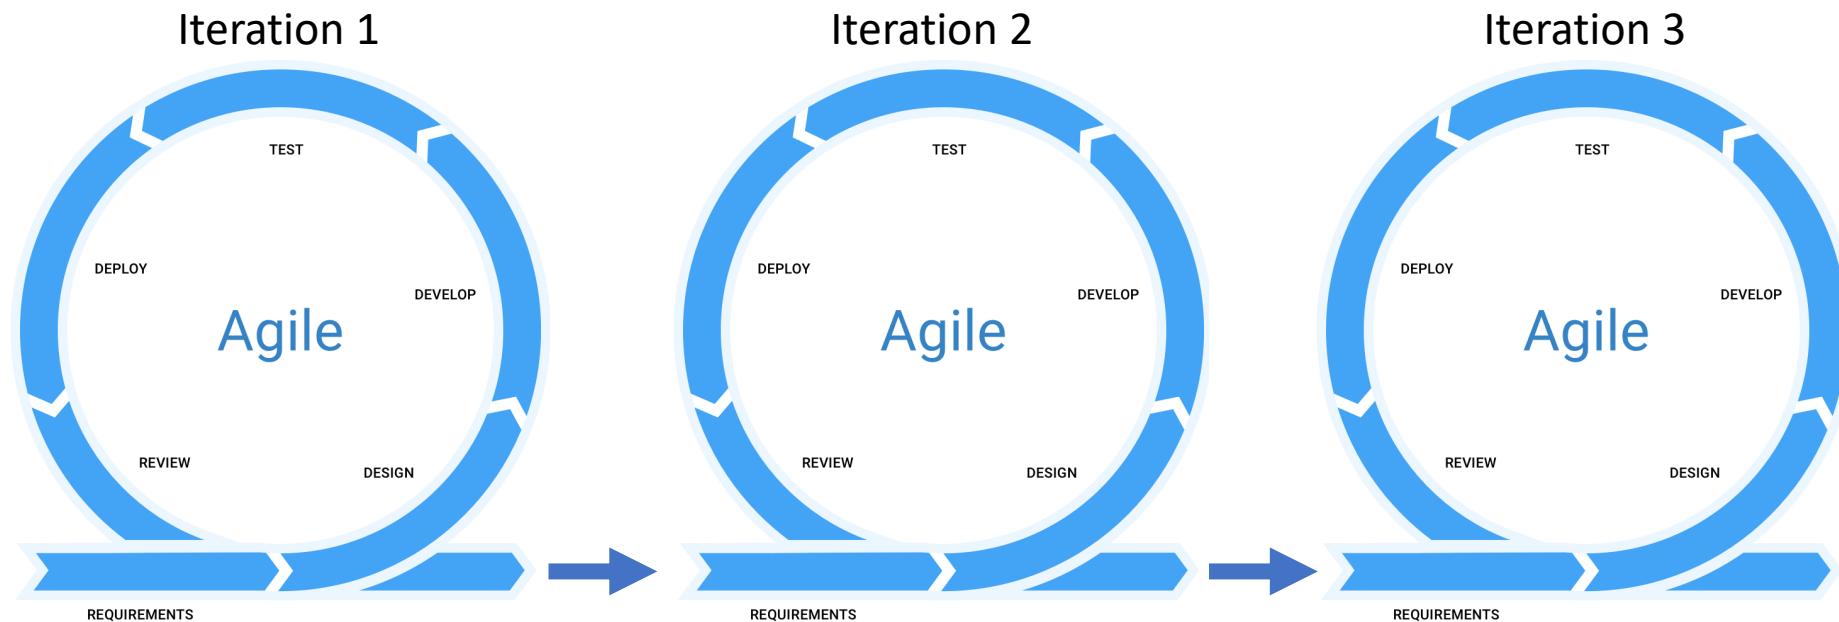 Iteration 1
TEST
DEPLOY
DEVELOP
Agile
REVIEW
DESIGN
REQUIREMENTS
Iteration 2
TEST
DEPLOY
DEVELOP
Agile
REVIEW
DESIGN
REQUIREMENTS
Iteration 3
TEST
DEPLOY
DEVELOP
Agile
REVIEW
DESIGN
REQUIREMENTS